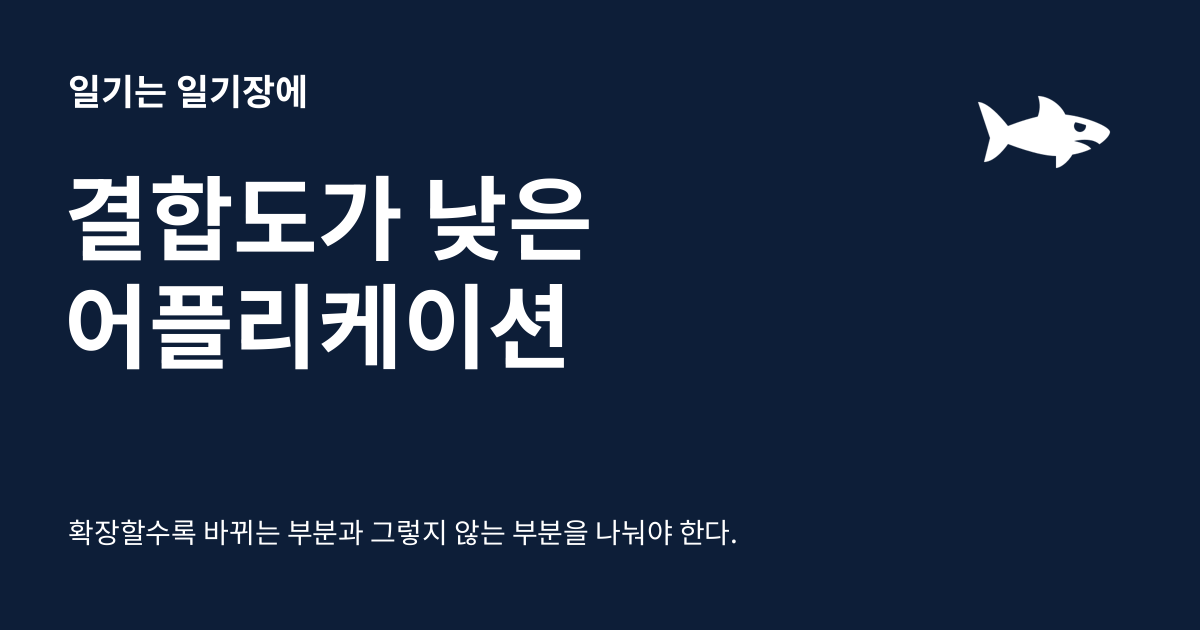 일기는 일기장에
결합도가 낮은
어플리케이션
확장할수록 바뀌는 부분과 그렇지 않는 부분을 나눠야 한다.